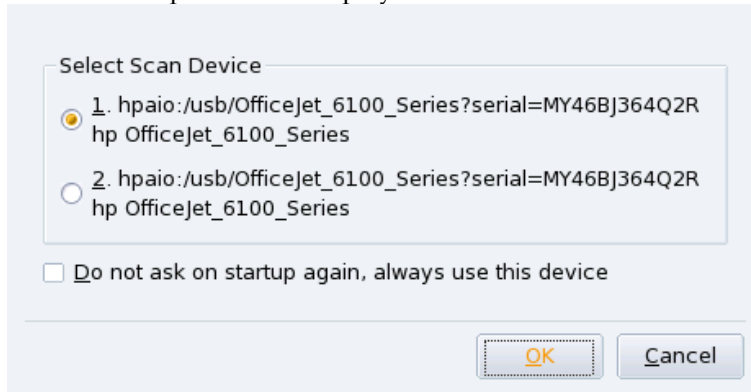 Select Scan Device
1. hpaio:/usb/OfficeJet_6100_Series?serial=MY46BJ364Q2R
hp OfficeJet_6100_Series
2. hpaio:/usb/OfficeJet_6100_Series?serial=MY46BJ364Q2R
hp OfficeJet_6100_Series
Do not ask on startup again, always use this device
OK Cancel